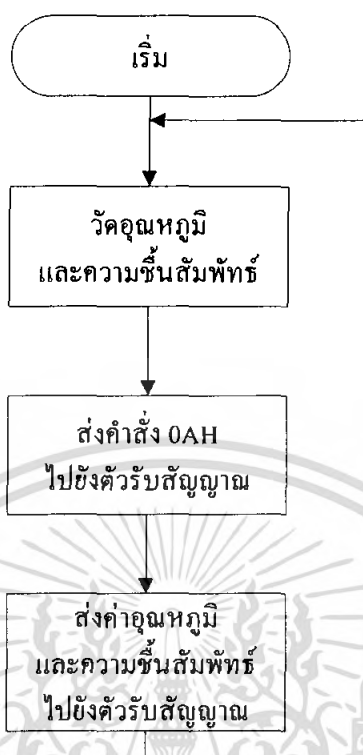 เริ่ม
วัดอุณหภูมิ
และความชื้นสัมพัทธ์
ส่งคำสั่ง 0AH
ไปยังตัวรับสัญญาณ
ส่งค่าอุณหภูมิ
และความชื้นสัมพัทธ์
ไปยังตัวรับสัญญาณ